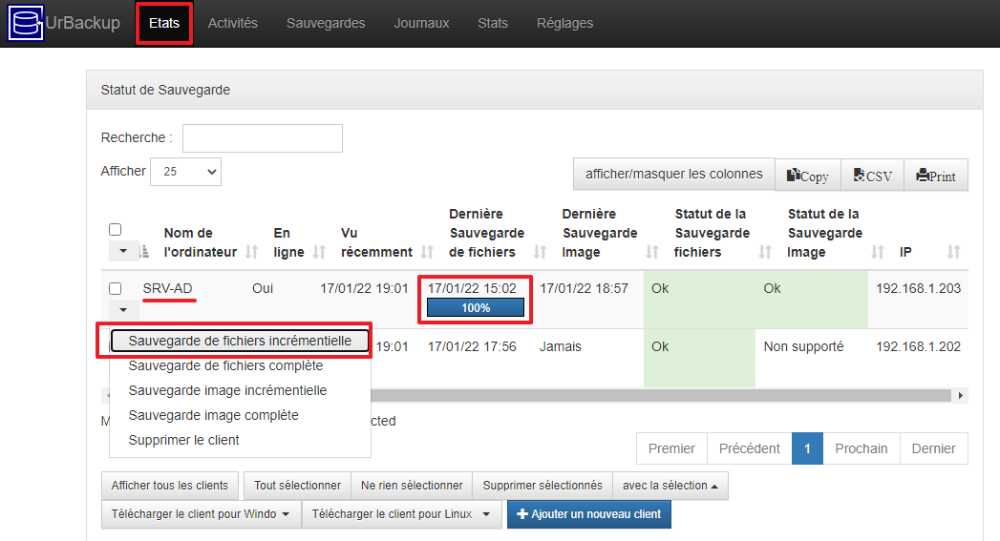 UrBackup Etats Activités Sauvegardes Journaux Stats Réglages
Statut de Sauvegarde
Recherche :
Afficher 25
afficher/masquer les colonnes Copy CSV Print
Nom de l'ordinateur
En ligne
Vu récemment
Dernière Sauvegarde de fichiers
Dernière Sauvegarde Image
Statut de la Sauvegarde fichiers
Statut de la Sauvegarde Image
IP
SRV-AD Oui 17/01/22 19:01 17/01/22 15:02 17/01/22 18:57 Ok Ok 192.168.1.203
100%
19:01 17/01/22 17:56 Jamais Ok Non supporté 192.168.1.202
Sauvegarde de fichiers incrémentielle
Sauvegarde de fichiers complète
Sauvegarde image incrémentielle
Sauvegarde image complète
Supprimer le client
cted
Premier Précédent 1 Prochain Dernier
Afficher tous les clients Tout sélectionner Ne rien sélectionner Supprimer sélectionnés avec la sélection
Télécharger le client pour Windo Télécharger le client pour Linux Ajouter un nouveau client